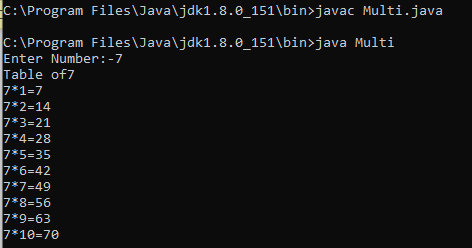 C:\Program Files\Java\jdk1.8.0_151\bin>javac Multi.java
C:\Program Files\Java\jdk1.8.0_151\bin>java Multi
Enter Number:-7
Table of7
7*1=7
7*2=14
7*3=21
7*4=28
7*5=35
7*6=42
7*7=49
7*8=56
7*9=63
7*10=70